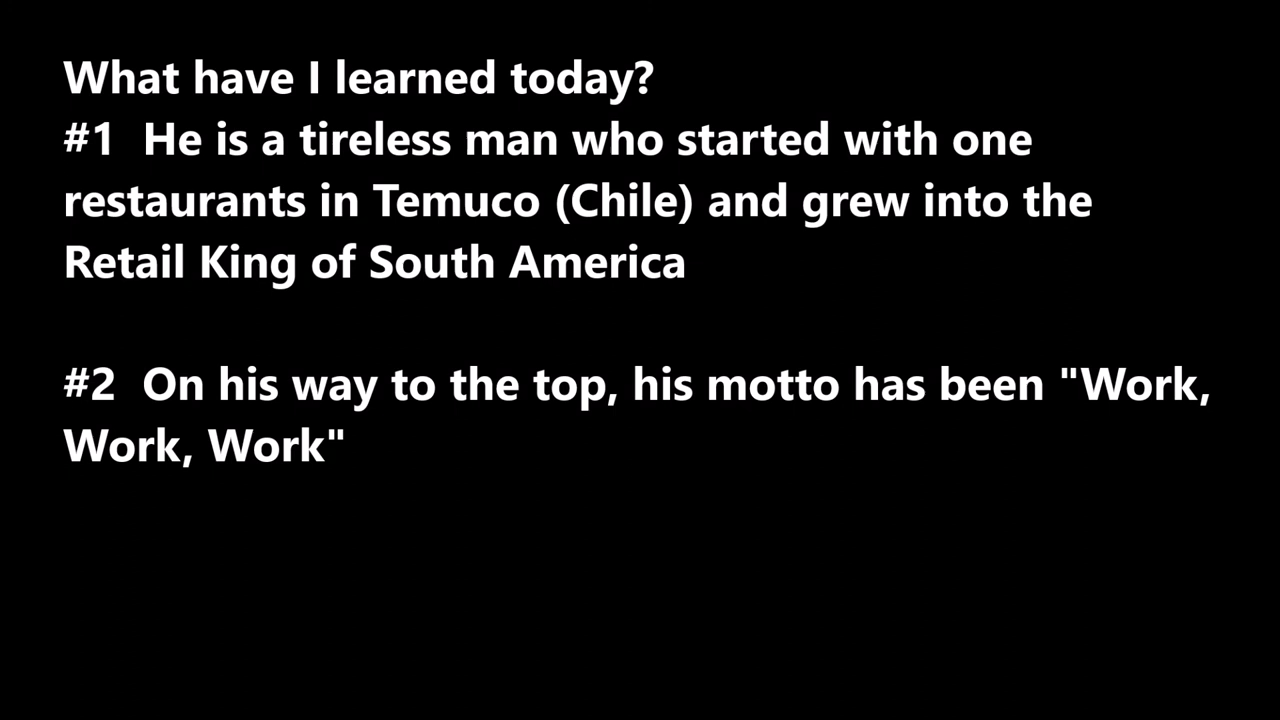 What have I learned today?
#1  He is a tireless man who started with one
restaurants in Temuco (Chile) and grew into the
Retail King of South America
#2  On his way to the top, his motto has been "Work,
Work, Work"